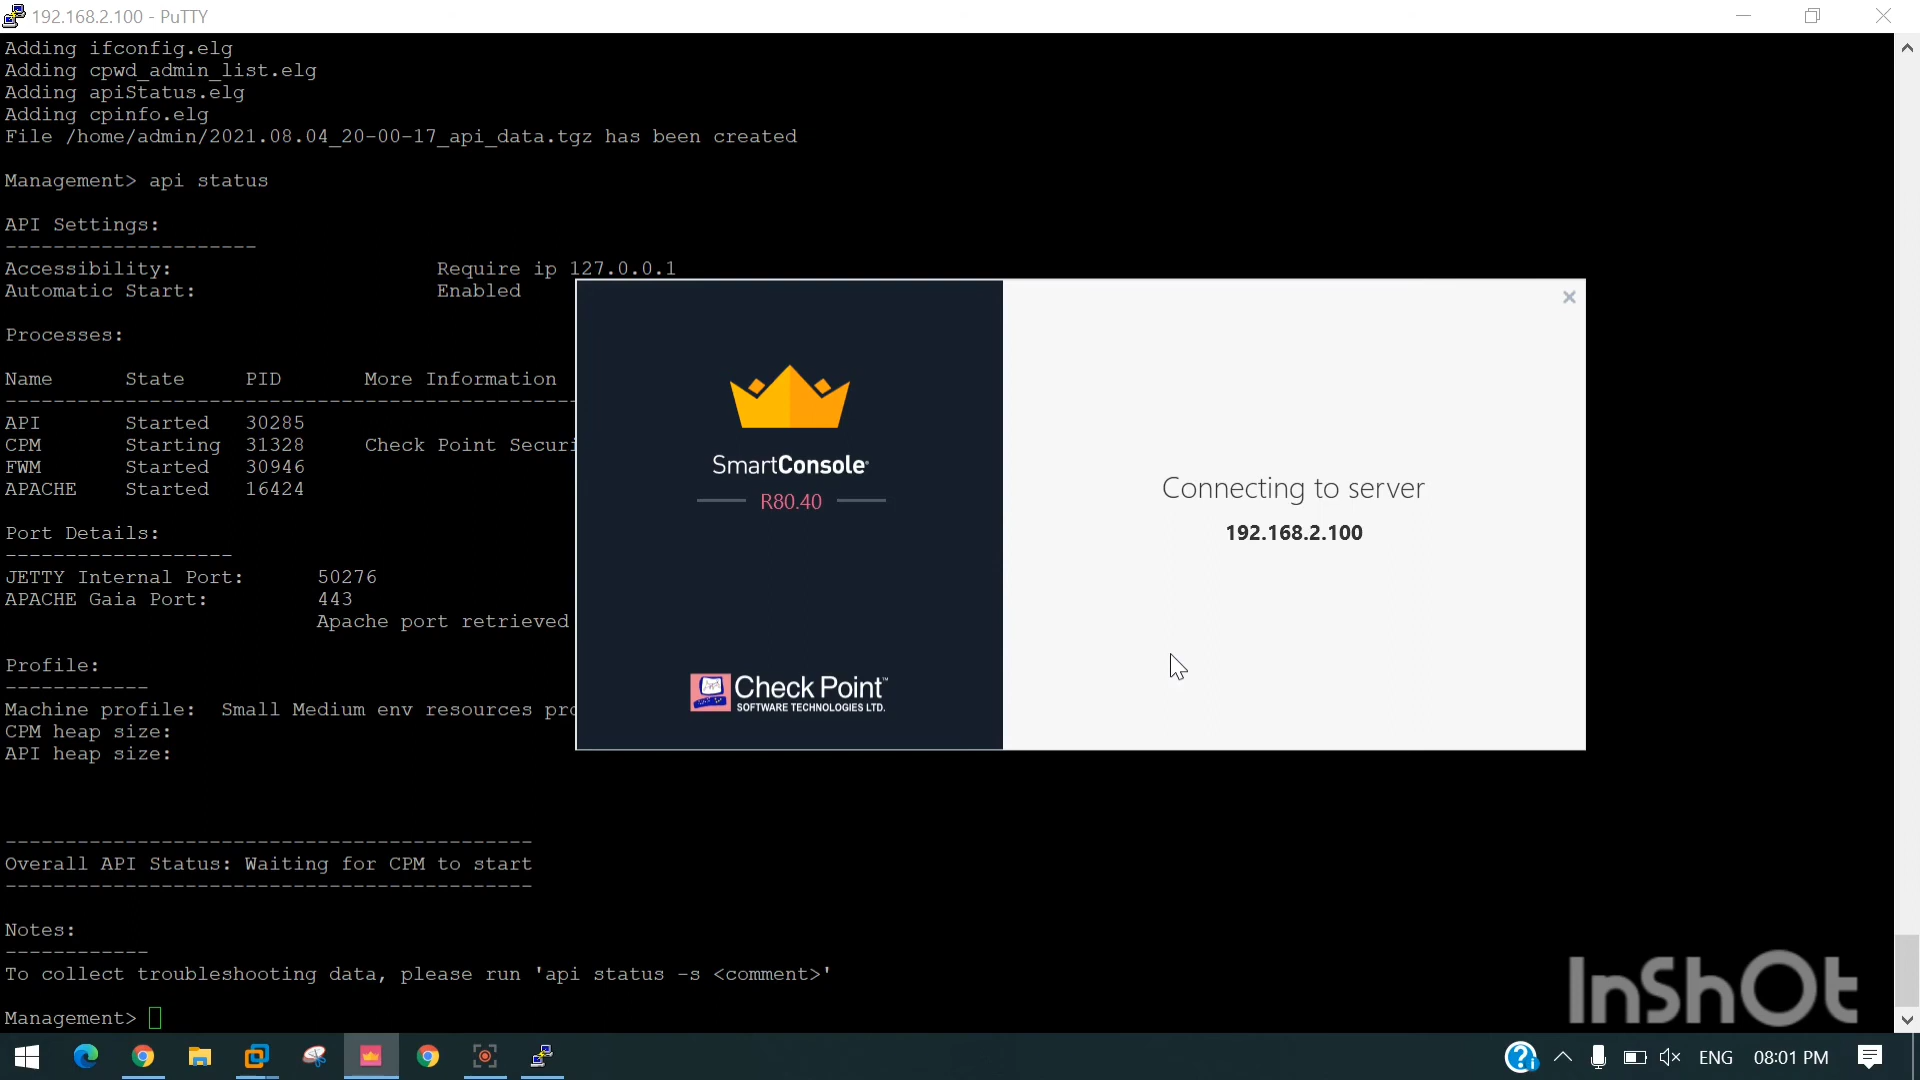 192.168.2.100 - PuTTY
Adding ifconfig.elg
Adding cpwd_admin_list.elg
Adding apiStatus.elg
Adding cpinfo.elg
File /home/admin/2021.08.04_20-00-17_api_data.tgz has been created
Management> api status
API Settings:
---------------------
Accessibility: Require ip 127.0.0.1
Automatic Start: Enabled
Processes:
Name State PID More Information
-----------------------------------------------
API Started 30285
CPM Starting 31328 Check Point Securi
FWM Started 30946
APACHE Started 16424
Port Details:
-------------------
JETTY Internal Port: 50276
APACHE Gaia Port: 443
Apache port retrieved
Profile:
------------
Machine profile: Small Medium env resources pro
CPM heap size:
API heap size:
--------------------------------------------
Overall API Status: Waiting for CPM to start
--------------------------------------------
Notes:
------------
To collect troubleshooting data, please run 'api status -s <comment>'
Management>
SmartConsole
R80.40
Check Point™
SOFTWARE TECHNOLOGIES LTD.
Connecting to server
192.168.2.100
InShOt
ENG 08:01 PM